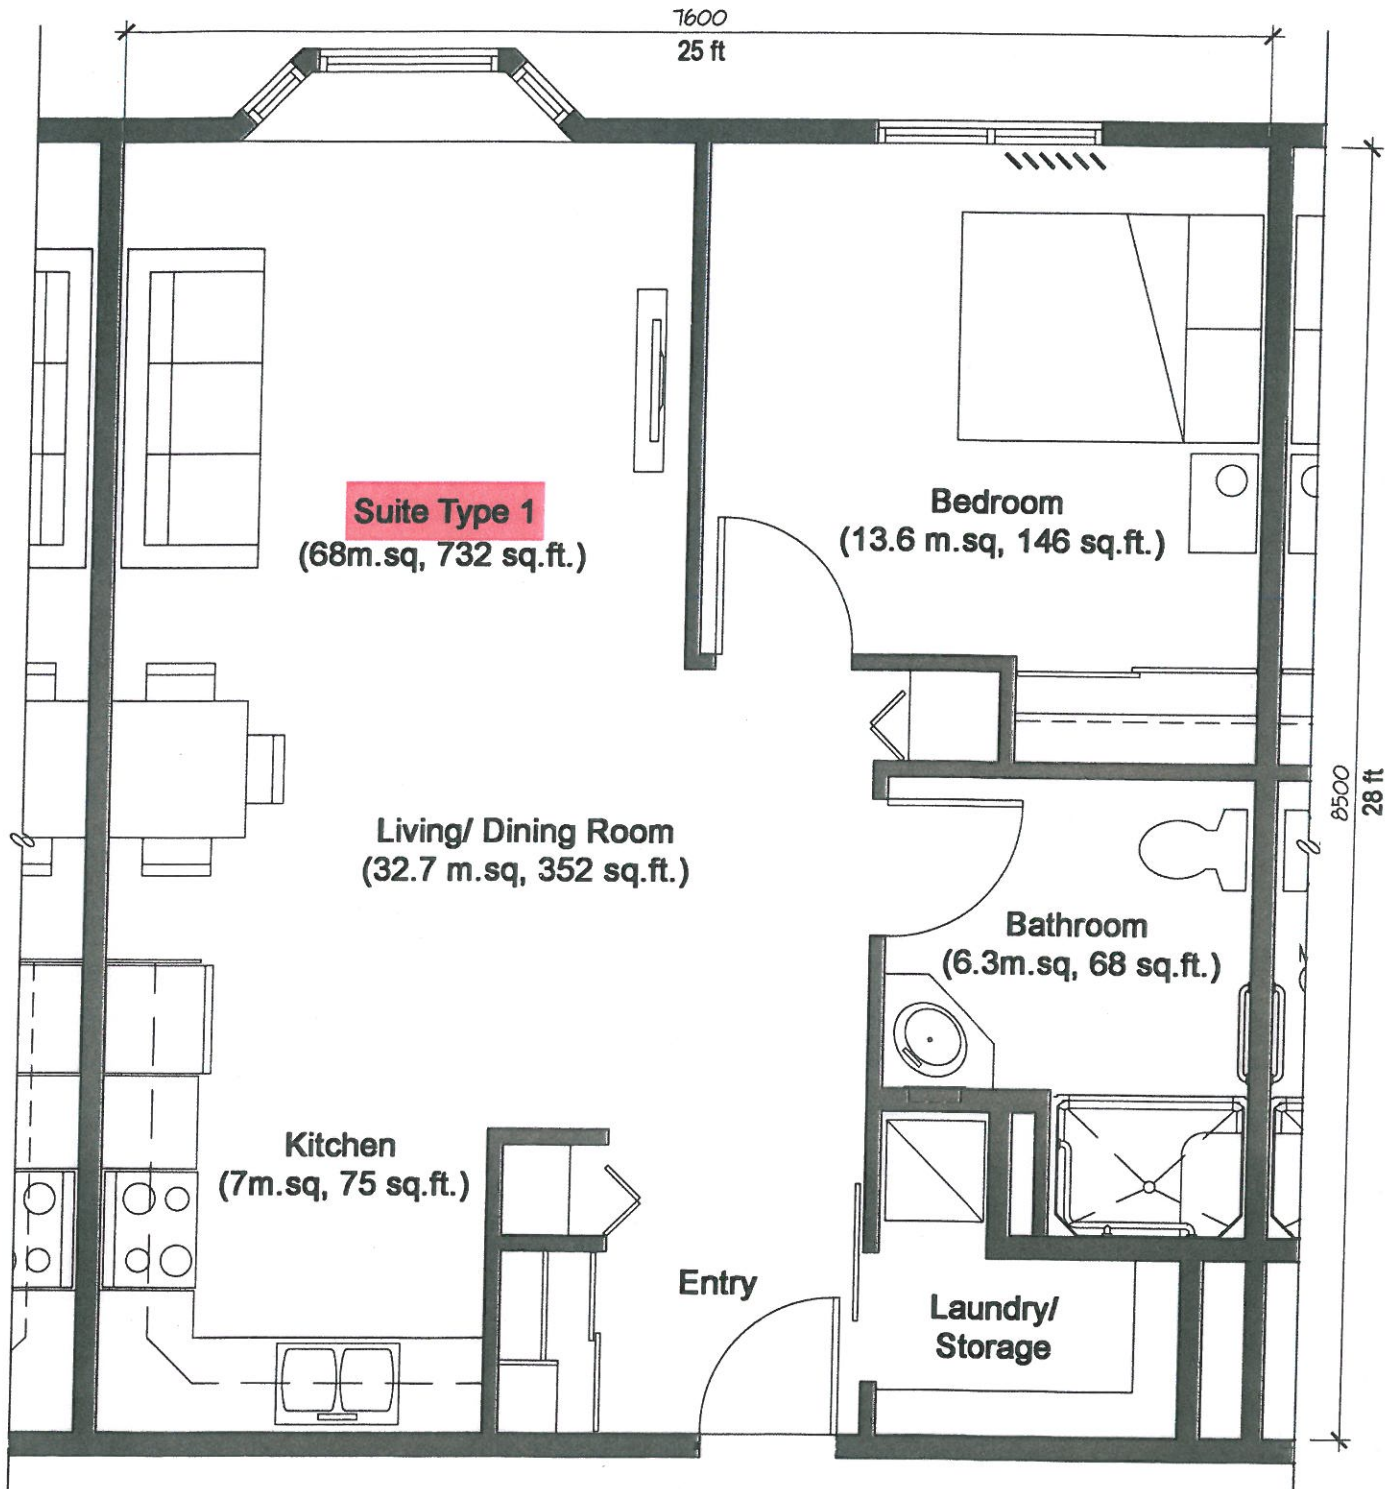 7600
25 ft
Suite Type 1
(68m.sq, 732 sq.ft.)
Bedroom
(13.6 m.sq, 146 sq.ft.)
8500
28 ft
Living/ Dining Room
(32.7 m.sq, 352 sq.ft.)
Bathroom
(6.3m.sq, 68 sq.ft.)
Kitchen
(7m.sq, 75 sq.ft.)
Entry
Laundry/
Storage